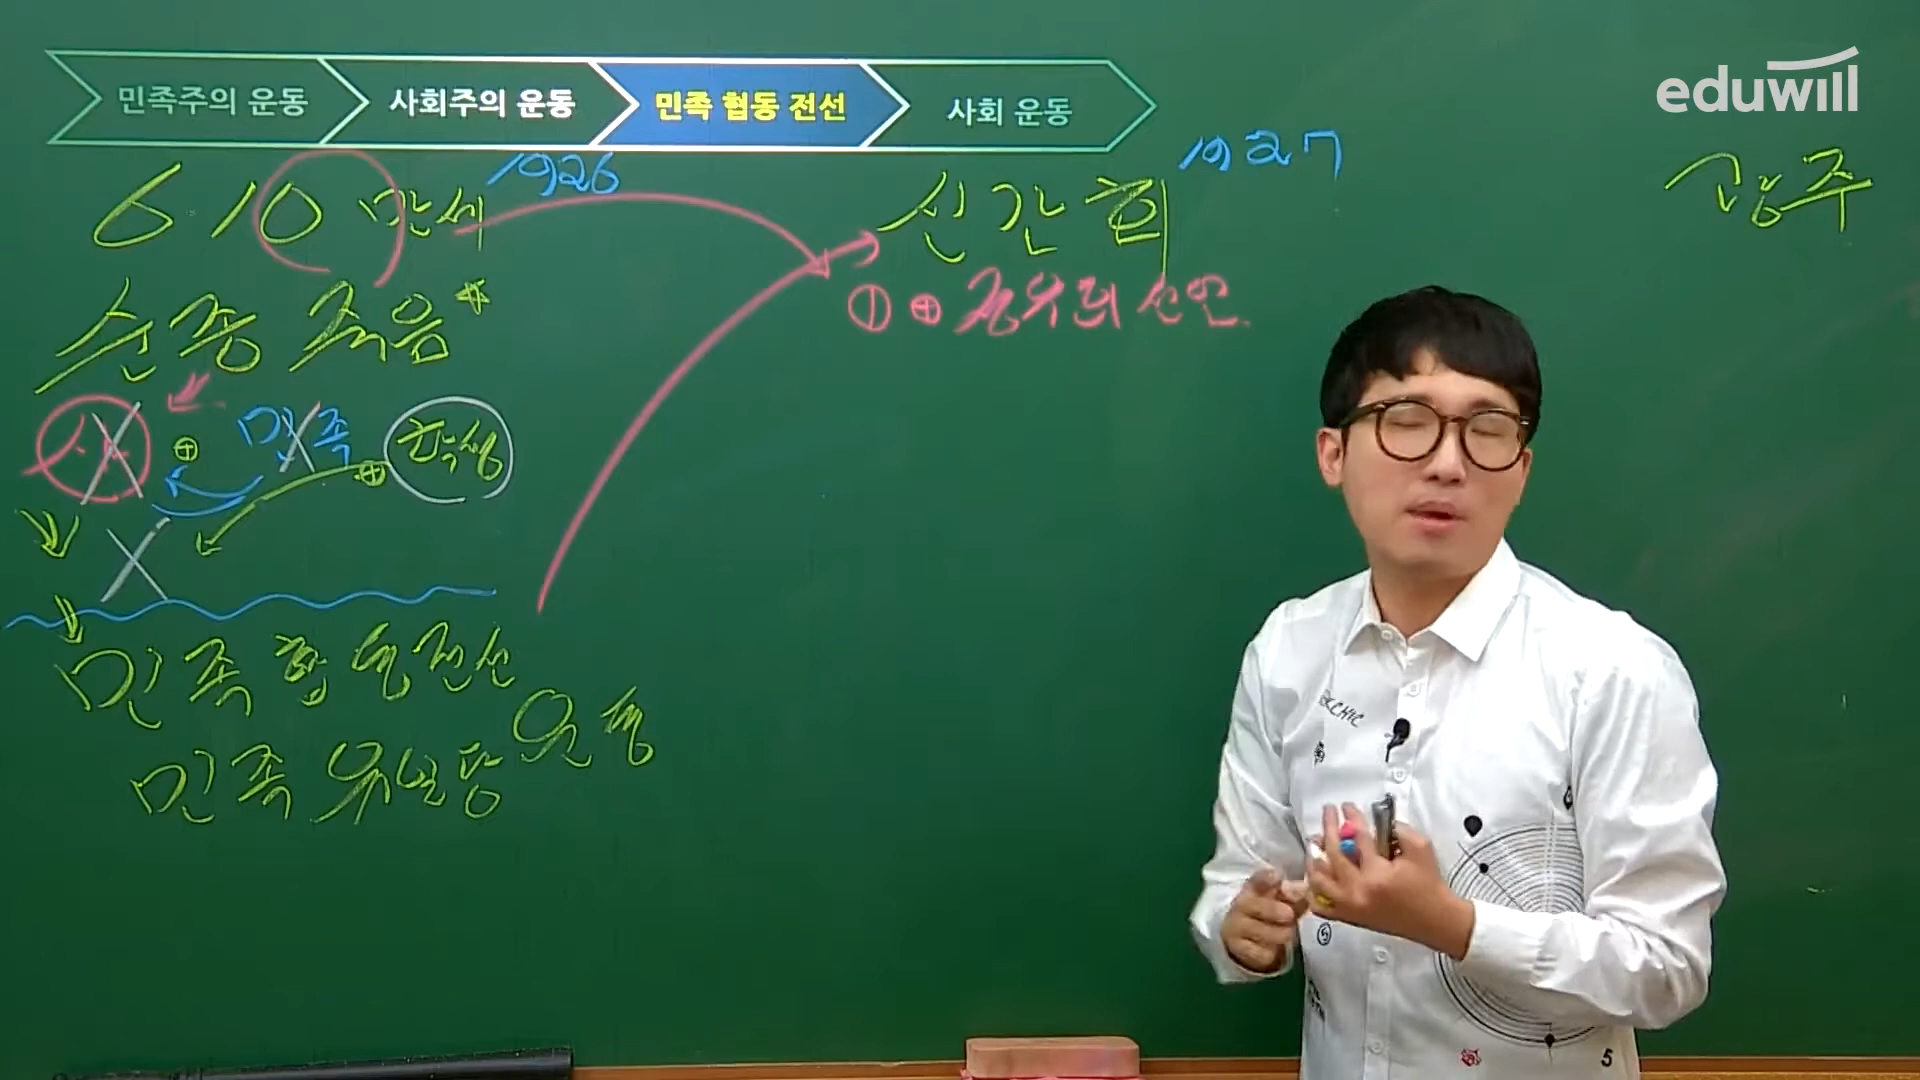 민족주의 운동
사회주의 운동
민족 협동 전선
사회 운동
eduwill
6 10 만세
1926
순종 죽음*
사
⊕
민족
⊕
학생
민족 협동전선
민족 유일당 운동
신간회
1927
① ⊕ 정우회 선언.
광주
5